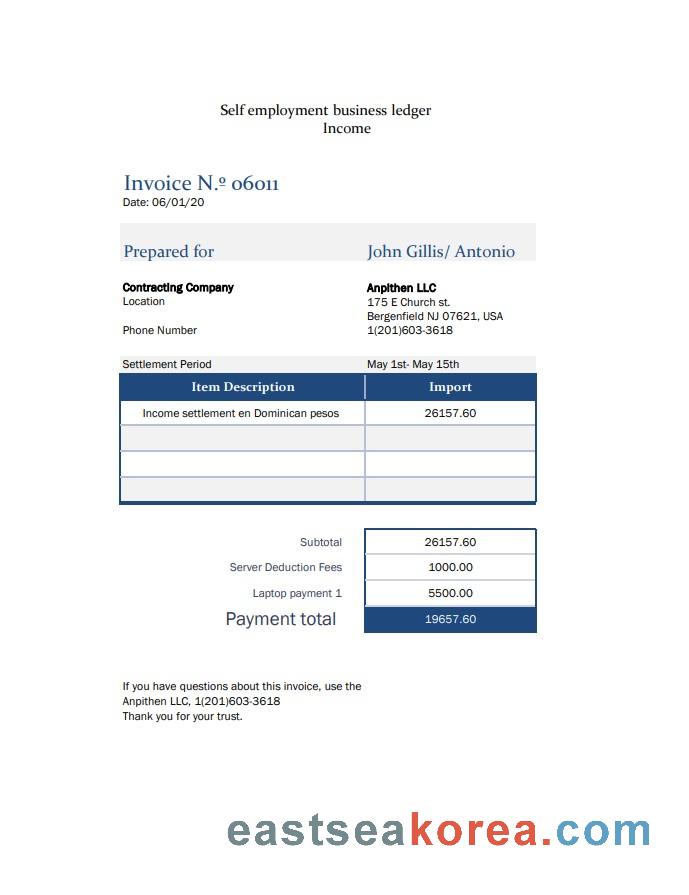 Self employment business ledger
Income
Invoice N.º 06011
Date: 06/01/20
Prepared for John Gillis/ Antonio
Contracting Company Anpithen LLC
Location 175 E Church st.
Bergenfield NJ 07621, USA
Phone Number 1(201)603-3618
Settlement Period May 1st- May 15th
Item Description Import
Income settlement en Dominican pesos 26157.60
Subtotal 26157.60
Server Deduction Fees 1000.00
Laptop payment 1 5500.00
Payment total 19657.60
If you have questions about this invoice, use the
Anpithen LLC, 1(201)603-3618
Thank you for your trust.
eastseakorea.com